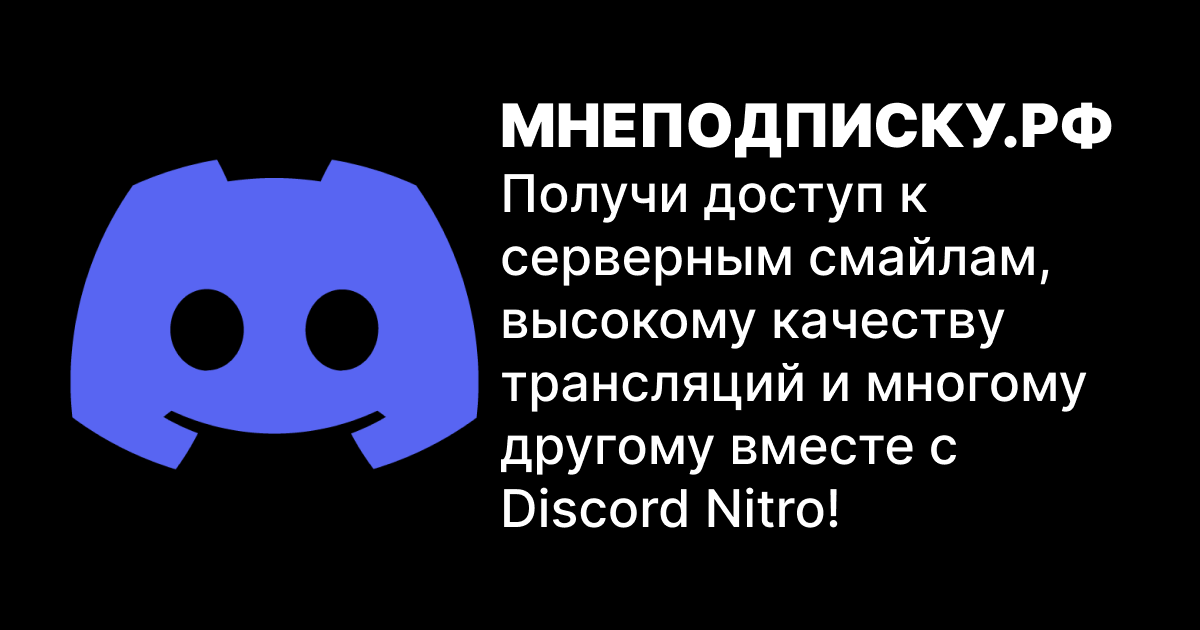 МНЕПОДПИСКУ.РФ
Получи доступ к
серверным смайлам,
высокому качеству
трансляций и многому
другому вместе с
Discord Nitro!